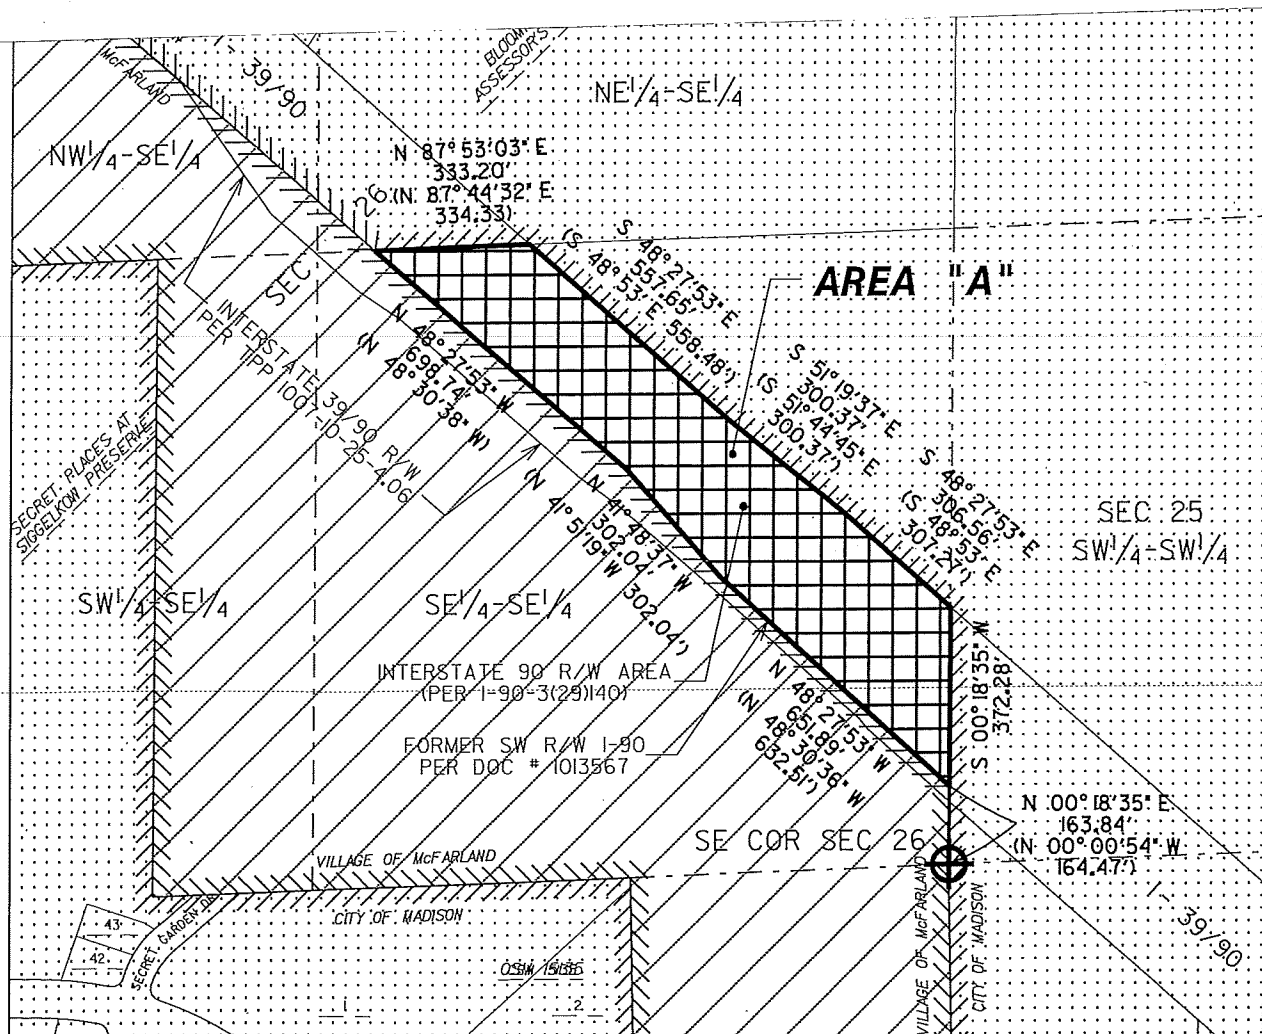 McFARLAND
- 39/90
BLOOM
ASSESSOR'S
NE1/4-SE1/4
NW1/4-SE1/4
N 87°53'03" E
333.20'
(N 87°44'32" E
334.33)
SEC 26
S 48°27'53" E
557.65'
(S 48°53' E 558.48')
AREA "A"
INTERSTATE 39/90 R/W
PER TPP 1007-10-25-4.06
N 48°27'53" W
698.74'
(N 48°30'38" W)
S 51°19'37" E
300.37'
(S 51°44'45" E
300.37')
S 48°27'53" E
306.56'
(S 48°53' E
307.27')
SECRET PLACES AT
SIGGELKOW PRESERVE
N 41°48'37" W
302.04'
(N 41°51'19" W 302.04')
SEC 25
SW1/4-SW1/4
SW1/4-SE1/4
SE1/4-SE1/4
S 00°18'35" W
372.28'
INTERSTATE 90 R/W AREA
(PER I-90-3(29)140)
N 48°27'53" W
651.89'
(N 48°30'36" W
632.51')
FORMER SW R/W I-90
PER DOC # 1013567
N 00°18'35" E
163.84'
(N 00°00'54" W
164.47')
SE COR SEC 26
VILLAGE OF McFARLAND
CITY OF MADISON
VILLAGE OF McFARLAND
CITY OF MADISON
- 39/90
43
42
SECRET GARDEN DR
1
2